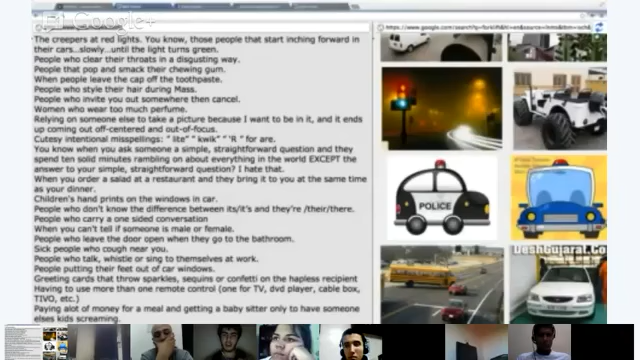 Google+
https://www.google.com/search?
The creepers at red lights. You know, those people that start inching forward in
their cars...slowly...until the light turns green.
People who clear their throats in a disgusting way.
People that pop and smack their chewing gum.
When people leave the cap off the toothpaste.
People who style their hair during Mass.
People who invite you out somewhere then cancel.
Women who wear too much perfume.
Relying on someone else to take a picture because I want to be in it, and it ends
up coming out off-centered and out-of-focus.
Cutesy intentional misspellings: " lite" " kwik" " 'R " for are.
You know when you ask someone a simple, straightforward question and they
spend ten solid minutes rambling on about everything in the world EXCEPT the
answer to your simple, straightforward question? I hate that.
When you order a salad at a restaurant and they bring it to you at the same time
as your dinner.
Children's hand prints on the windows in car.
People who don't know the difference between its/it's and they're /their/there.
People who carry a one sided conversation
When you can't tell if someone is male or female.
People who leave the door open when they go to the bathroom.
Sick people who cough near you.
People who talk, whistle or sing to themselves at work.
People putting their feet out of car windows.
Greeting cards that throw sparkles, sequins or confetti on the hapless recipient
Having to use more than one remote control (one for TV, dvd player, cable box,
TIVO, etc.)
Paying alot of money for a meal and getting a baby sitter only to have someone
elses kids screaming.
POLICE
DeshGujarat.Com